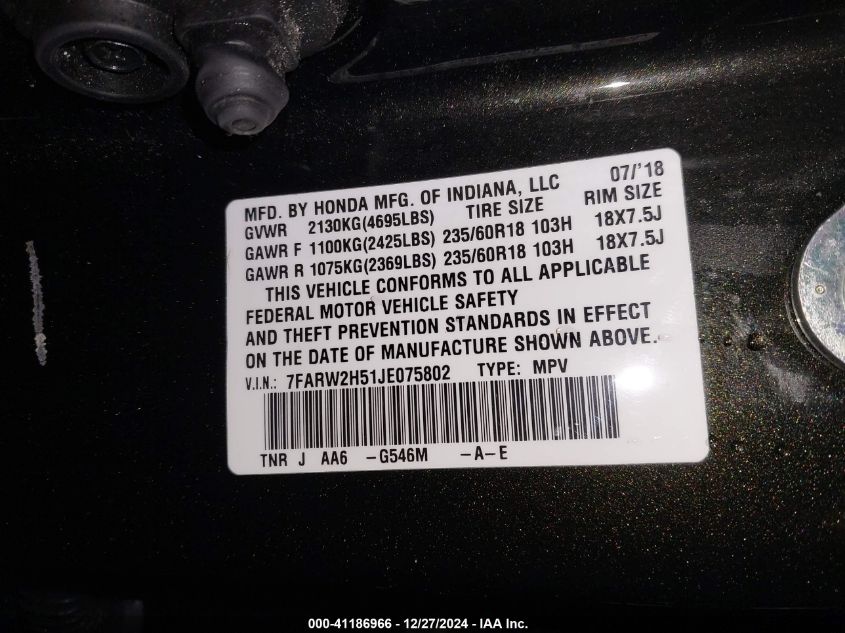 MFD. BY HONDA MFG. OF INDIANA, LLC 07/'18
GVWR 2130KG(4695LBS) TIRE SIZE RIM SIZE
GAWR F 1100KG(2425LBS) 235/60R18 103H 18X7.5J
GAWR R 1075KG(2369LBS) 235/60R18 103H 18X7.5J
THIS VEHICLE CONFORMS TO ALL APPLICABLE
FEDERAL MOTOR VEHICLE SAFETY
AND THEFT PREVENTION STANDARDS IN EFFECT
ON THE DATE OF MANUFACTURE SHOWN ABOVE.
V.I.N.: 7FARW2H51JE075802 TYPE: MPV
TNR J AA6 -G546M -A-E
000-41186966 - 12/27/2024 - IAA Inc.